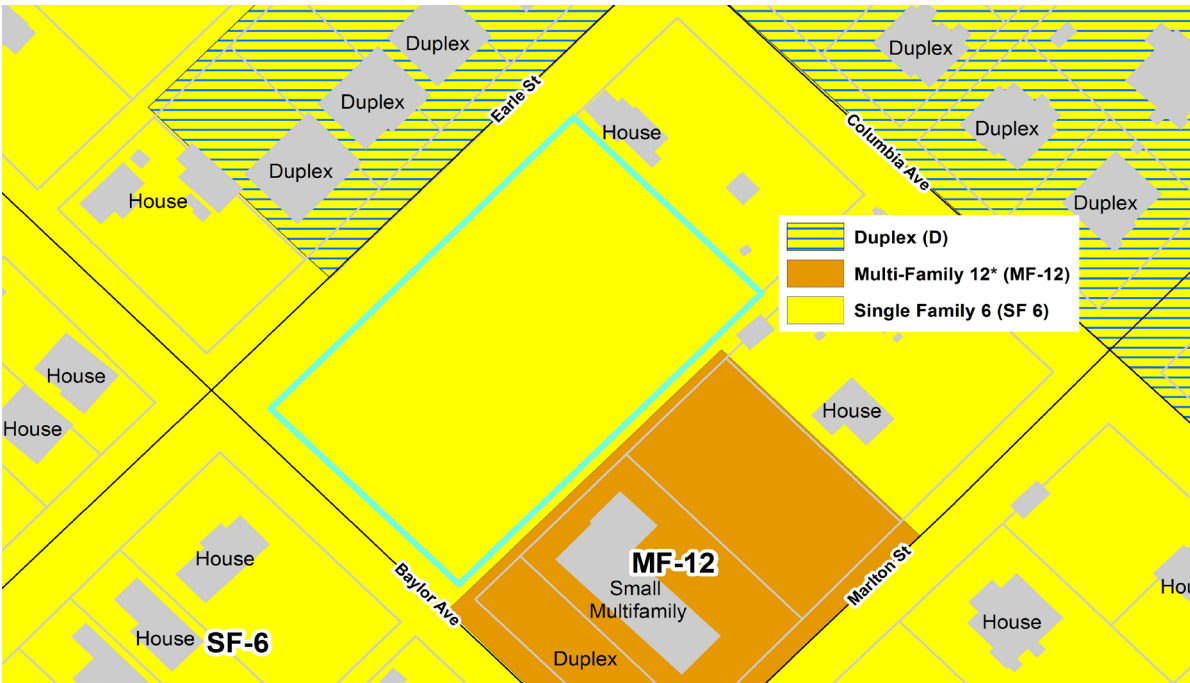 Duplex
Duplex
Duplex
Earle St
House
Duplex
Duplex
Duplex
Columbia Ave
House
Duplex (D)
Multi-Family 12* (MF-12)
Single Family 6 (SF 6)
House
House
House
House
House
SF-6
Baylor Ave
MF-12
Small
Multifamily
Duplex
Marlton St
House
Hou